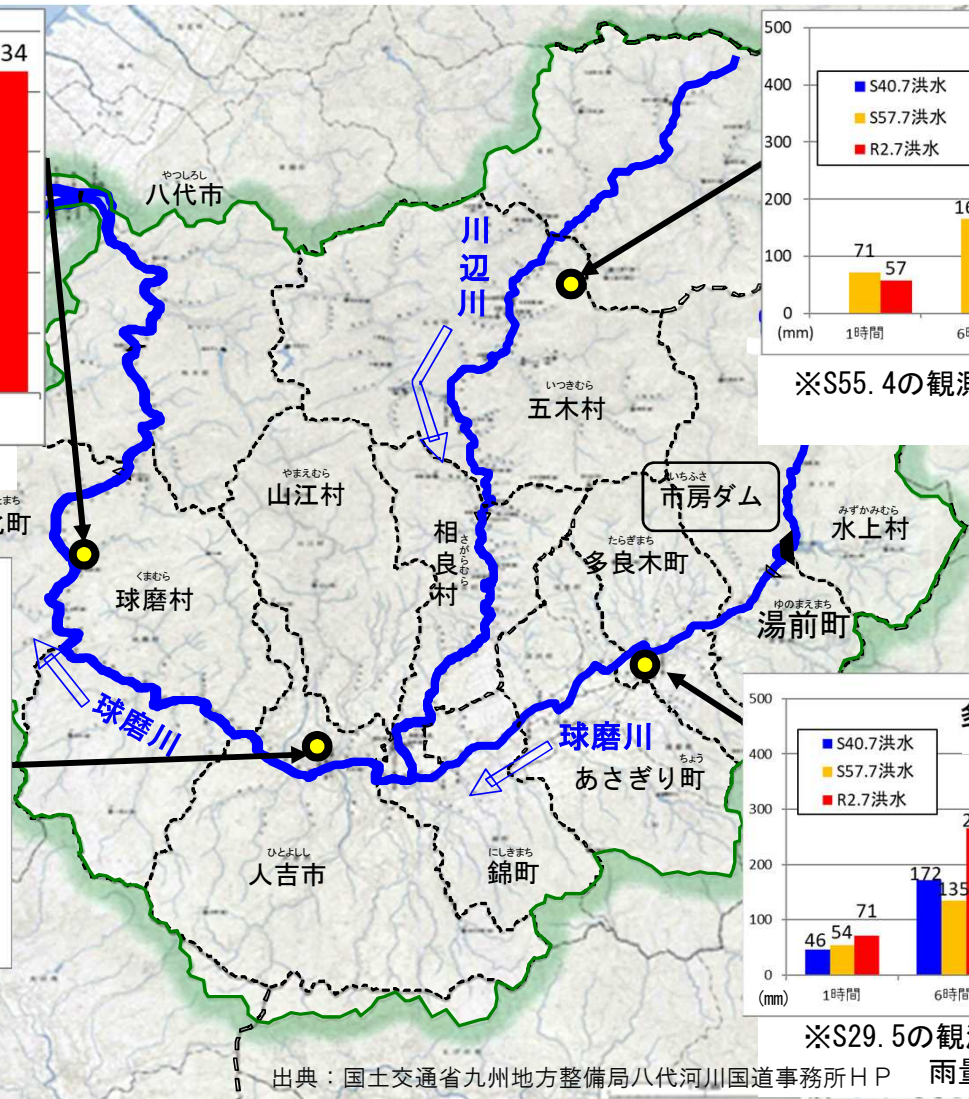 34
やつしろし
八代市
川辺川
いつきむら
五木村
やまえむら
山江村
さがらむら
相良村
いちふさ
市房ダム
みずかみむら
水上村
たらぎまち
多良木町
ゆのまえまち
湯前町
くまむら
球磨村
球磨川
球磨川
ちょう
あさぎり町
ひとよしし
人吉市
にしきまち
錦町
500
400
300
200
100
0
(mm)
S40.7洪水
S57.7洪水
R2.7洪水
71
57
16
1時間
6時
※S55.4の観測
500
400
300
200
100
0
(mm)
S40.7洪水
S57.7洪水
R2.7洪水
46
54
71
172
135
2
1時間
6時間
※S29.5の観測
雨量
出典：国土交通省九州地方整備局八代河川国道事務所ＨＰ